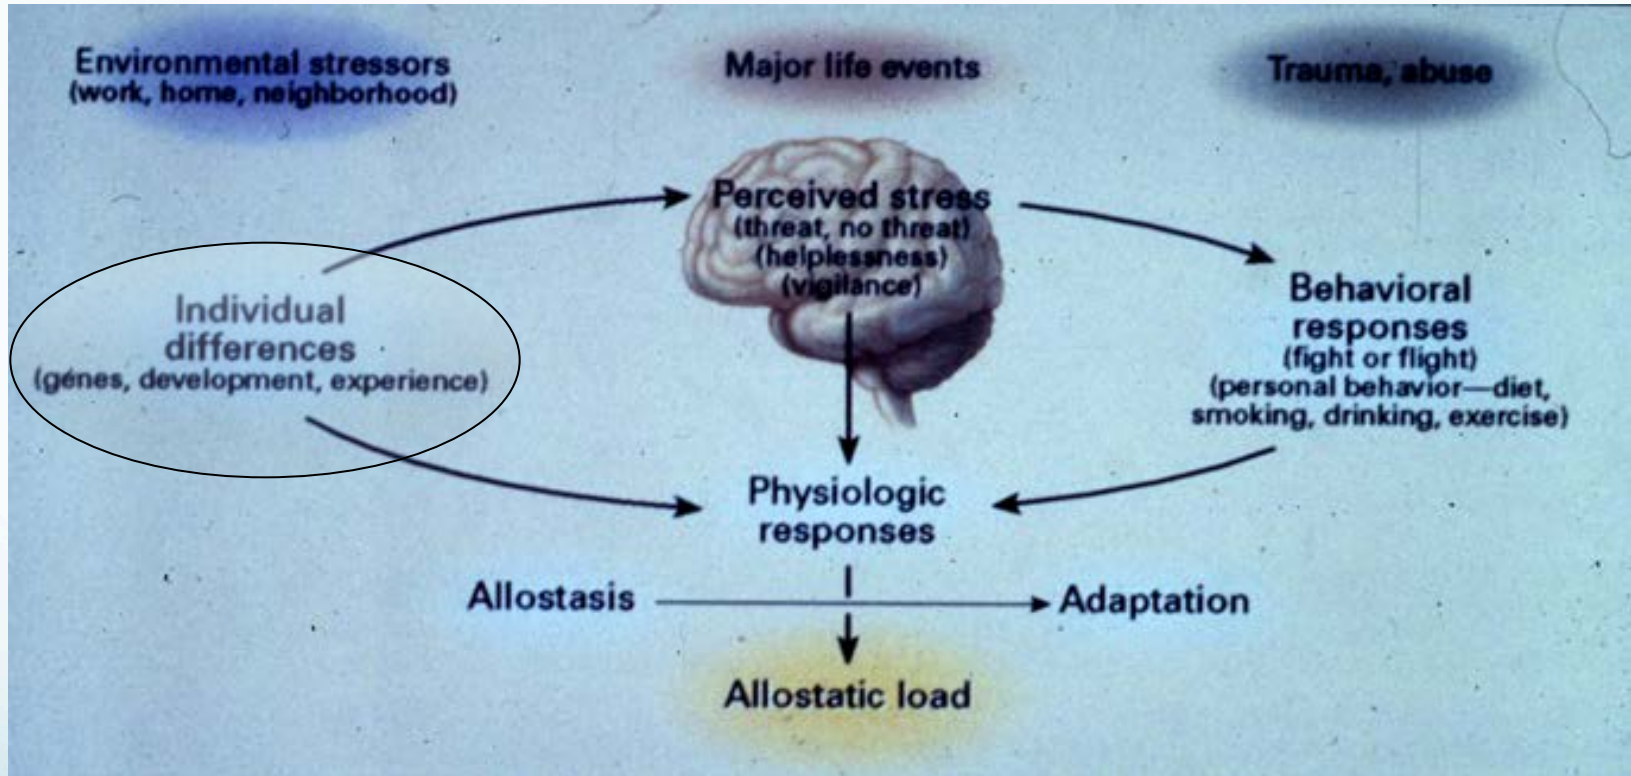 Environmental stressors
(work, home, neighborhood)
Major life events
Trauma, abuse
Perceived stress
(threat, no threat)
(helplessness)
(vigilance)
Individual
differences
(genes, development, experience)
Behavioral
responses
(fight or flight)
(personal behavior—diet,
smoking, drinking, exercise)
Physiologic
responses
Allostasis
Adaptation
Allostatic load